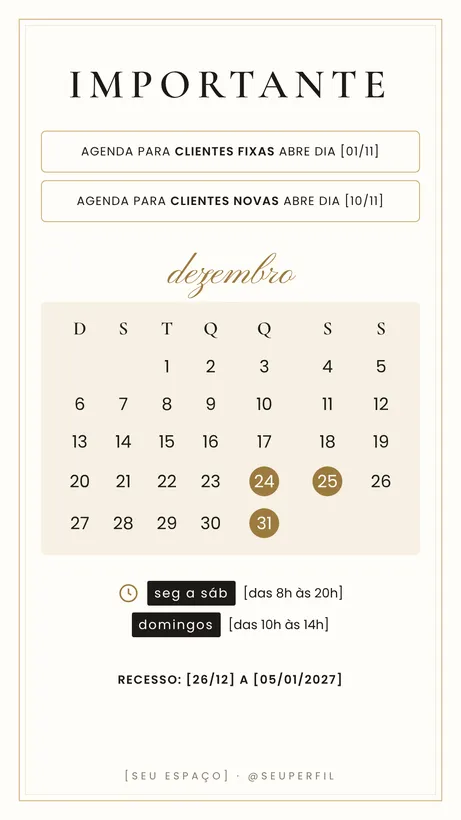 IMPORTANTE
AGENDA PARA CLIENTES FIXAS ABRE DIA [01/11]
AGENDA PARA CLIENTES NOVAS ABRE DIA [10/11]
dezembro
D S T Q Q S S
1 2 3 4 5
6 7 8 9 10 11 12
13 14 15 16 17 18 19
20 21 22 23 24 25 26
27 28 29 30 31
seg a sáb [das 8h às 20h]
domingos [das 10h às 14h]
RECESSO: [26/12] A [05/01/2027]
[SEU ESPAÇO] · @SEUPERFIL